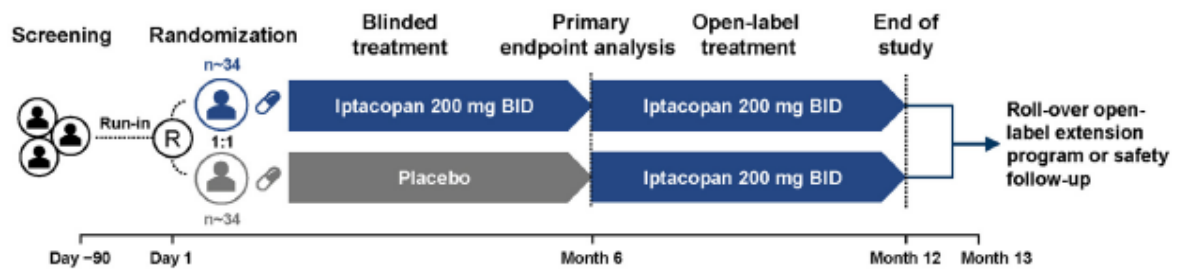 Screening
Randomization
Blinded
treatment
Primary
endpoint analysis
Open-label
treatment
End of
study
n~34
Run-in
R
1:1
n~34
Iptacopan 200 mg BID
Iptacopan 200 mg BID
Placebo
Iptacopan 200 mg BID
Roll-over open-
label extension
program or safety
follow-up
Day −90
Day 1
Month 6
Month 12
Month 13